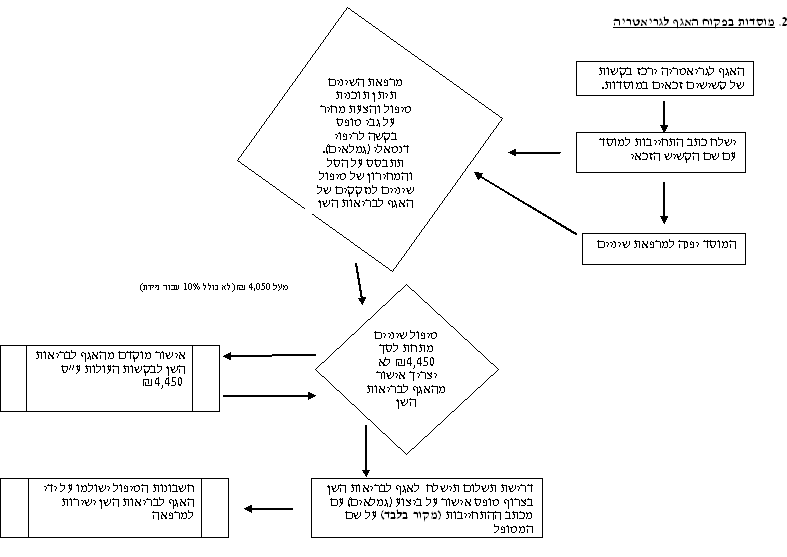 2. מוסדות בפקוח האגף לגריאטריה
האגף לגריאטריה ירכז בקשות
של קשישים זכאים במוסדות.
ישלח כתב התחייבות למוסד
עם שם הקשיש הזכאי
המוסד יפנה למרפאת שיניים
מרפאת השיניים
תיתן תוכנית
טיפול והצעת מחיר
על גבי טופס
בקשה לריפוי
דנטאלי (גמלאים).
תתבסס על הסל
והמחירון של טיפול
שיניים לנזקקים של
האגף לבריאות השן
מעל 4,050 ₪ (לא כולל 10% עבור ניידת)
טיפול שיניים
מתחת לסך
4,450₪ לא
יצריך אישור
מהאגף לבריאות
השן
אישור מוקדם מהאגף לבריאות
השן לבקשות העולות ע"ס
4,450₪
דרישת תשלום תישלח לאגף לבריאות השן
בצרוף טופס אישור על ביצוע (גמלאים) עם
מכתב ההתחייבות (מקור בלבד) על שם
המטופל
חשבונות הטיפול ישולמו על ידי
האגף לבריאות השן ישירות
למרפאה